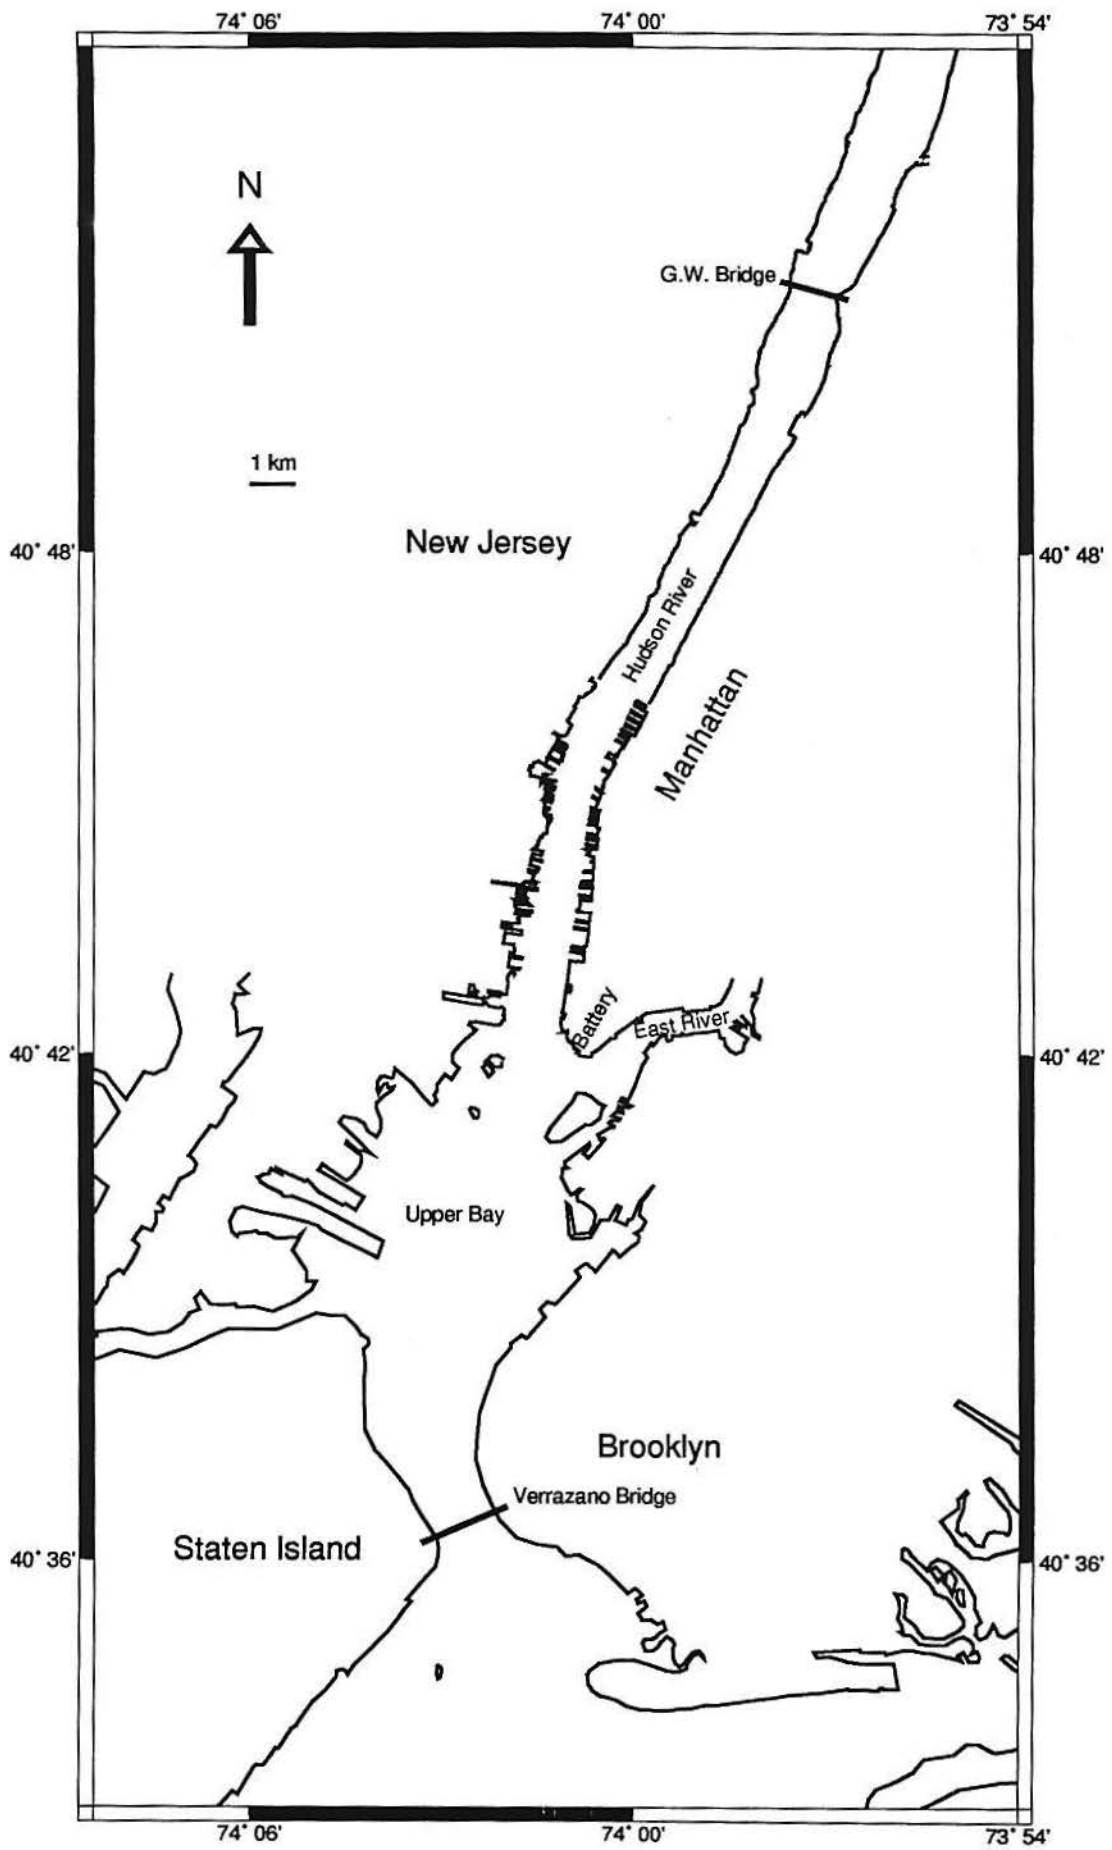 74° 06' 74° 00' 73° 54'
N
G.W. Bridge
1 km
New Jersey
40° 48' 40° 48'
Hudson River
Manhattan
Battery
East River
40° 42' 40° 42'
Upper Bay
Brooklyn
Verrazano Bridge
Staten Island
40° 36' 40° 36'
74° 06' 74° 00' 73° 54'